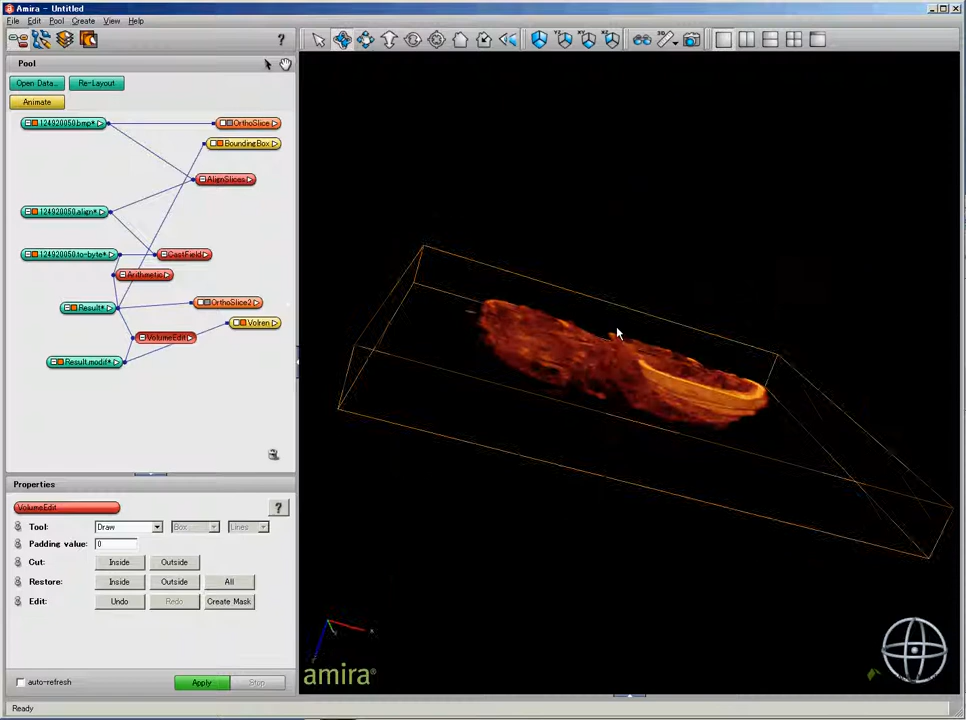 Amira - Untitled
File Edit Pool Create View Help
?
Pool
Open Data... Re-Layout
Animate
124920050.bmp* OrthoSlice
BoundingBox
AlignSlices
124920050.align*
124920050.to-byte* CastField
Arithmetic
Result* OrthoSlice2
Volren
VolumeEdit
Result.modif*
Properties
VolumeEdit ?
Tool: Draw Box Lines
Padding value: 0
Cut: Inside Outside
Restore: Inside Outside All
Edit: Undo Redo Create Mask
auto-refresh Apply Stop
Ready
x
amira®